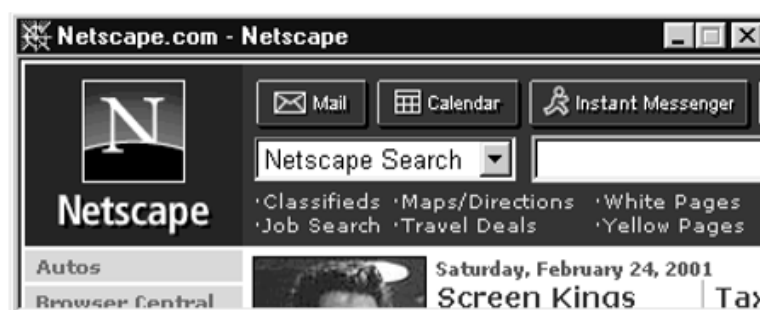 Netscape.com - Netscape
N
Mail Calendar Instant Messenger
Netscape Search
Netscape
·Classifieds ·Maps/Directions ·White Pages
·Job Search ·Travel Deals ·Yellow Pages
Autos
Saturday, February 24, 2001
Browser Central
Screen Kings Tax